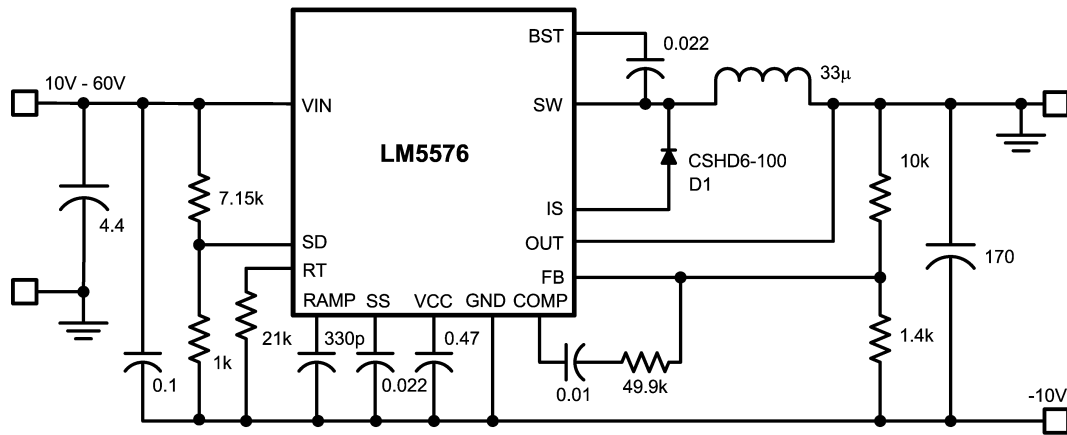 BST
0.022
10V - 60V
33µ
VIN
SW
LM5576
CSHD6-100
D1
10k
7.15k
IS
4.4
SD
OUT
170
RT
FB
RAMP
SS
VCC
GND
COMP
21k
330p
0.47
1.4k
1k
0.1
0.022
0.01
49.9k
-10V